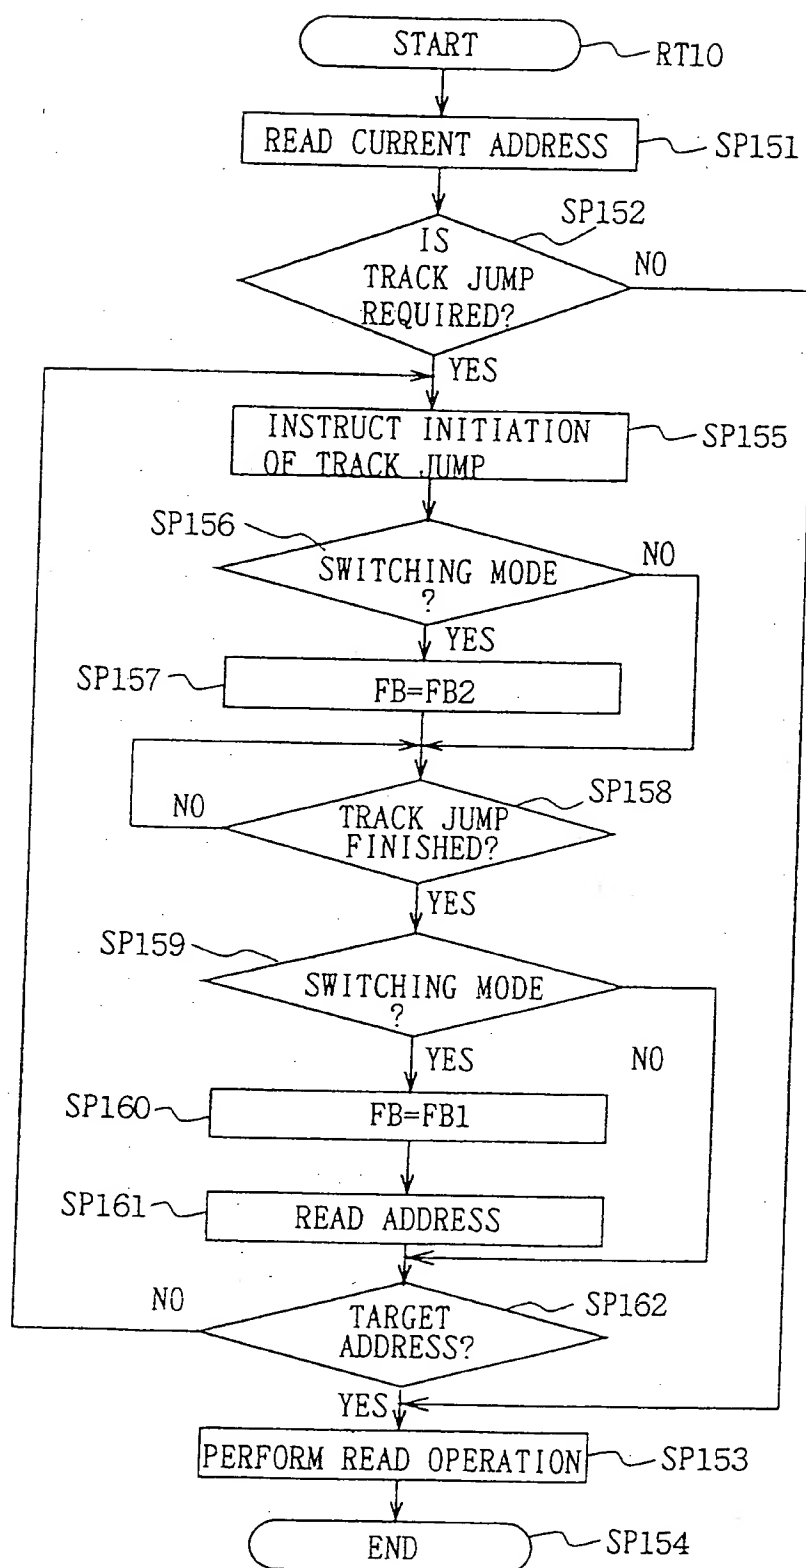 START
RT10
READ CURRENT ADDRESS
SP151
SP152
IS
TRACK JUMP
REQUIRED?
NO
YES
INSTRUCT INITIATION
OF TRACK JUMP
SP155
SP156
SWITCHING MODE
?
NO
YES
SP157
FB=FB2
SP158
NO
TRACK JUMP
FINISHED?
YES
SP159
SWITCHING MODE
?
YES
NO
SP160
FB=FB1
SP161
READ ADDRESS
NO
SP162
TARGET
ADDRESS?
YES
PERFORM READ OPERATION
SP153
END
SP154